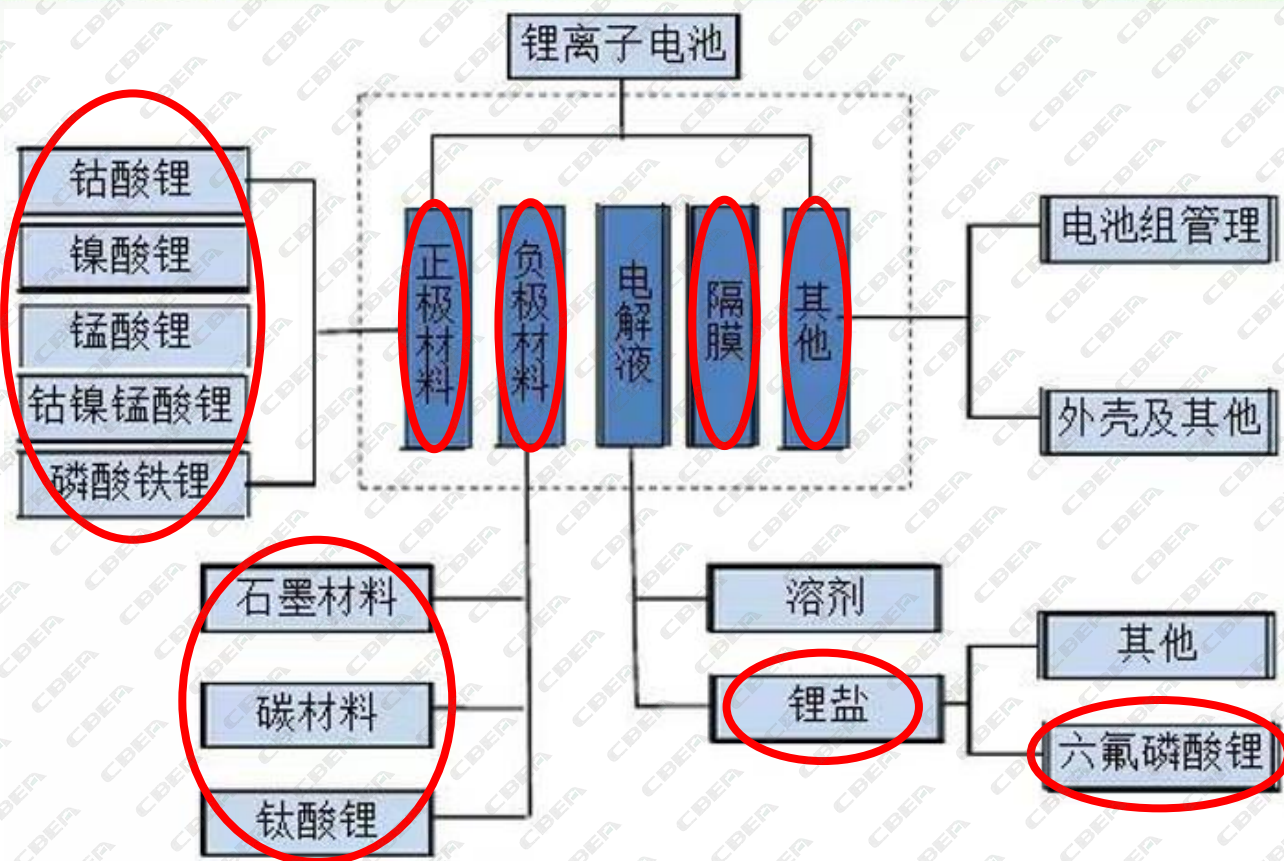 锂离子电池
钴酸锂
镍酸锂
锰酸锂
钴镍锰酸锂
磷酸铁锂
正极材料
负极材料
电解液
隔膜
其他
电池组管理
外壳及其他
石墨材料
碳材料
钛酸锂
溶剂
锂盐
其他
六氟磷酸锂
CBEA